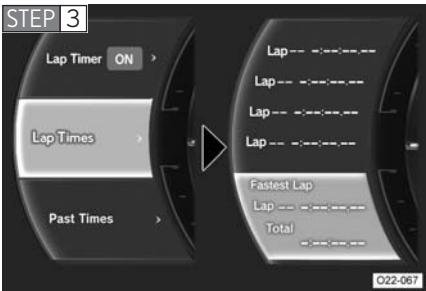 STEP 3
Lap Timer ON >
Lap Times >
Past Times >
Lap-- -:--:--.--
Lap-- -:--:--.--
Lap-- -:--:--.--
Lap-- -:--:--.--
Fastest Lap
Lap -- -:--:--.--
Total
-:--:--.--
O22-067